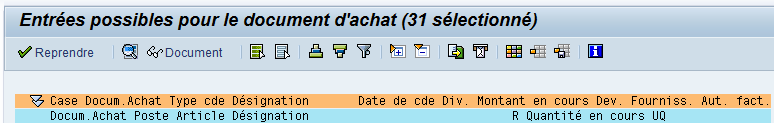 Entrées possibles pour le document d'achat (31 sélectionné)
Reprendre Document
Case Docum.Achat Type cde Désignation Date de cde Div. Montant en cours Dev. Fourniss. Aut. fact.
Docum.Achat Poste Article Désignation R Quantité en cours UQ